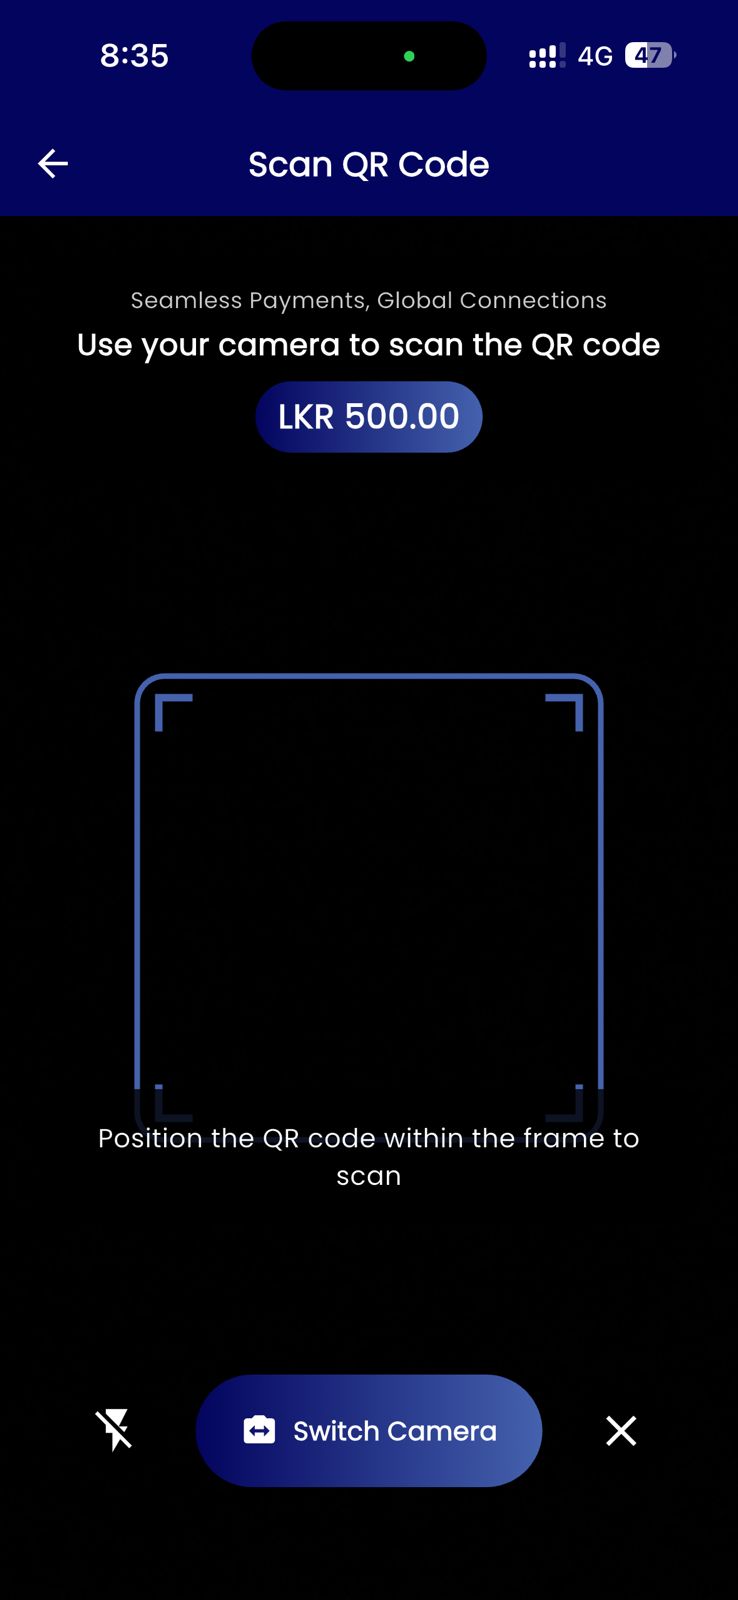 8:35
4G
47
Scan QR Code
Seamless Payments, Global Connections
Use your camera to scan the QR code
LKR 500.00
Position the QR code within the frame to
scan
Switch Camera